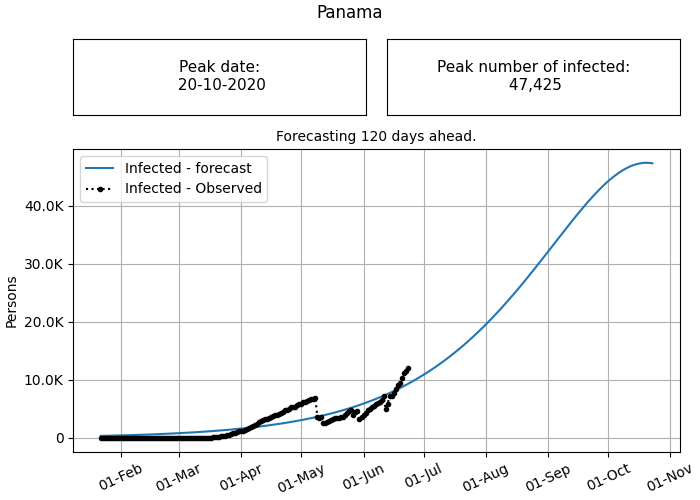 Panama
Peak date:
20-10-2020
Peak number of infected:
47,425
Forecasting 120 days ahead.
Infected - forecast
Infected - Observed
Persons
40.0K
30.0K
20.0K
10.0K
0
01-Feb
01-Mar
01-Apr
01-May
01-Jun
01-Jul
01-Aug
01-Sep
01-Oct
01-Nov